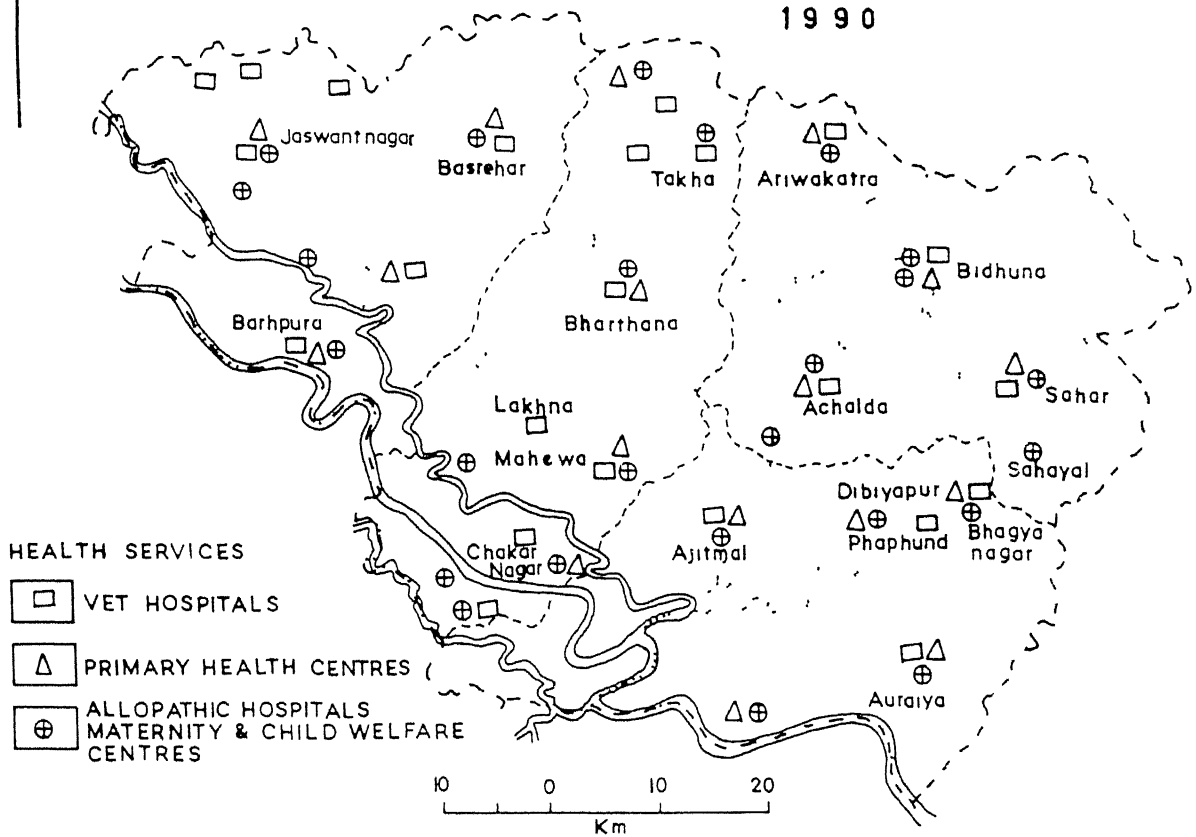 1990
Jaswantnagar
Basrehar
Takha
Ariwakatra
Bidhuna
Bharthana
Barhpura
Achalda
Sahar
Lakhna
Mahewa
Sahayal
Dibiyapur
Phaphund
Bhagya
nagar
Ajitmal
Chakar
Nagar
Auraiya
HEALTH SERVICES
VET HOSPITALS
PRIMARY HEALTH CENTRES
ALLOPATHIC HOSPITALS
MATERNITY & CHILD WELFARE
CENTRES
10 0 10 20
Km